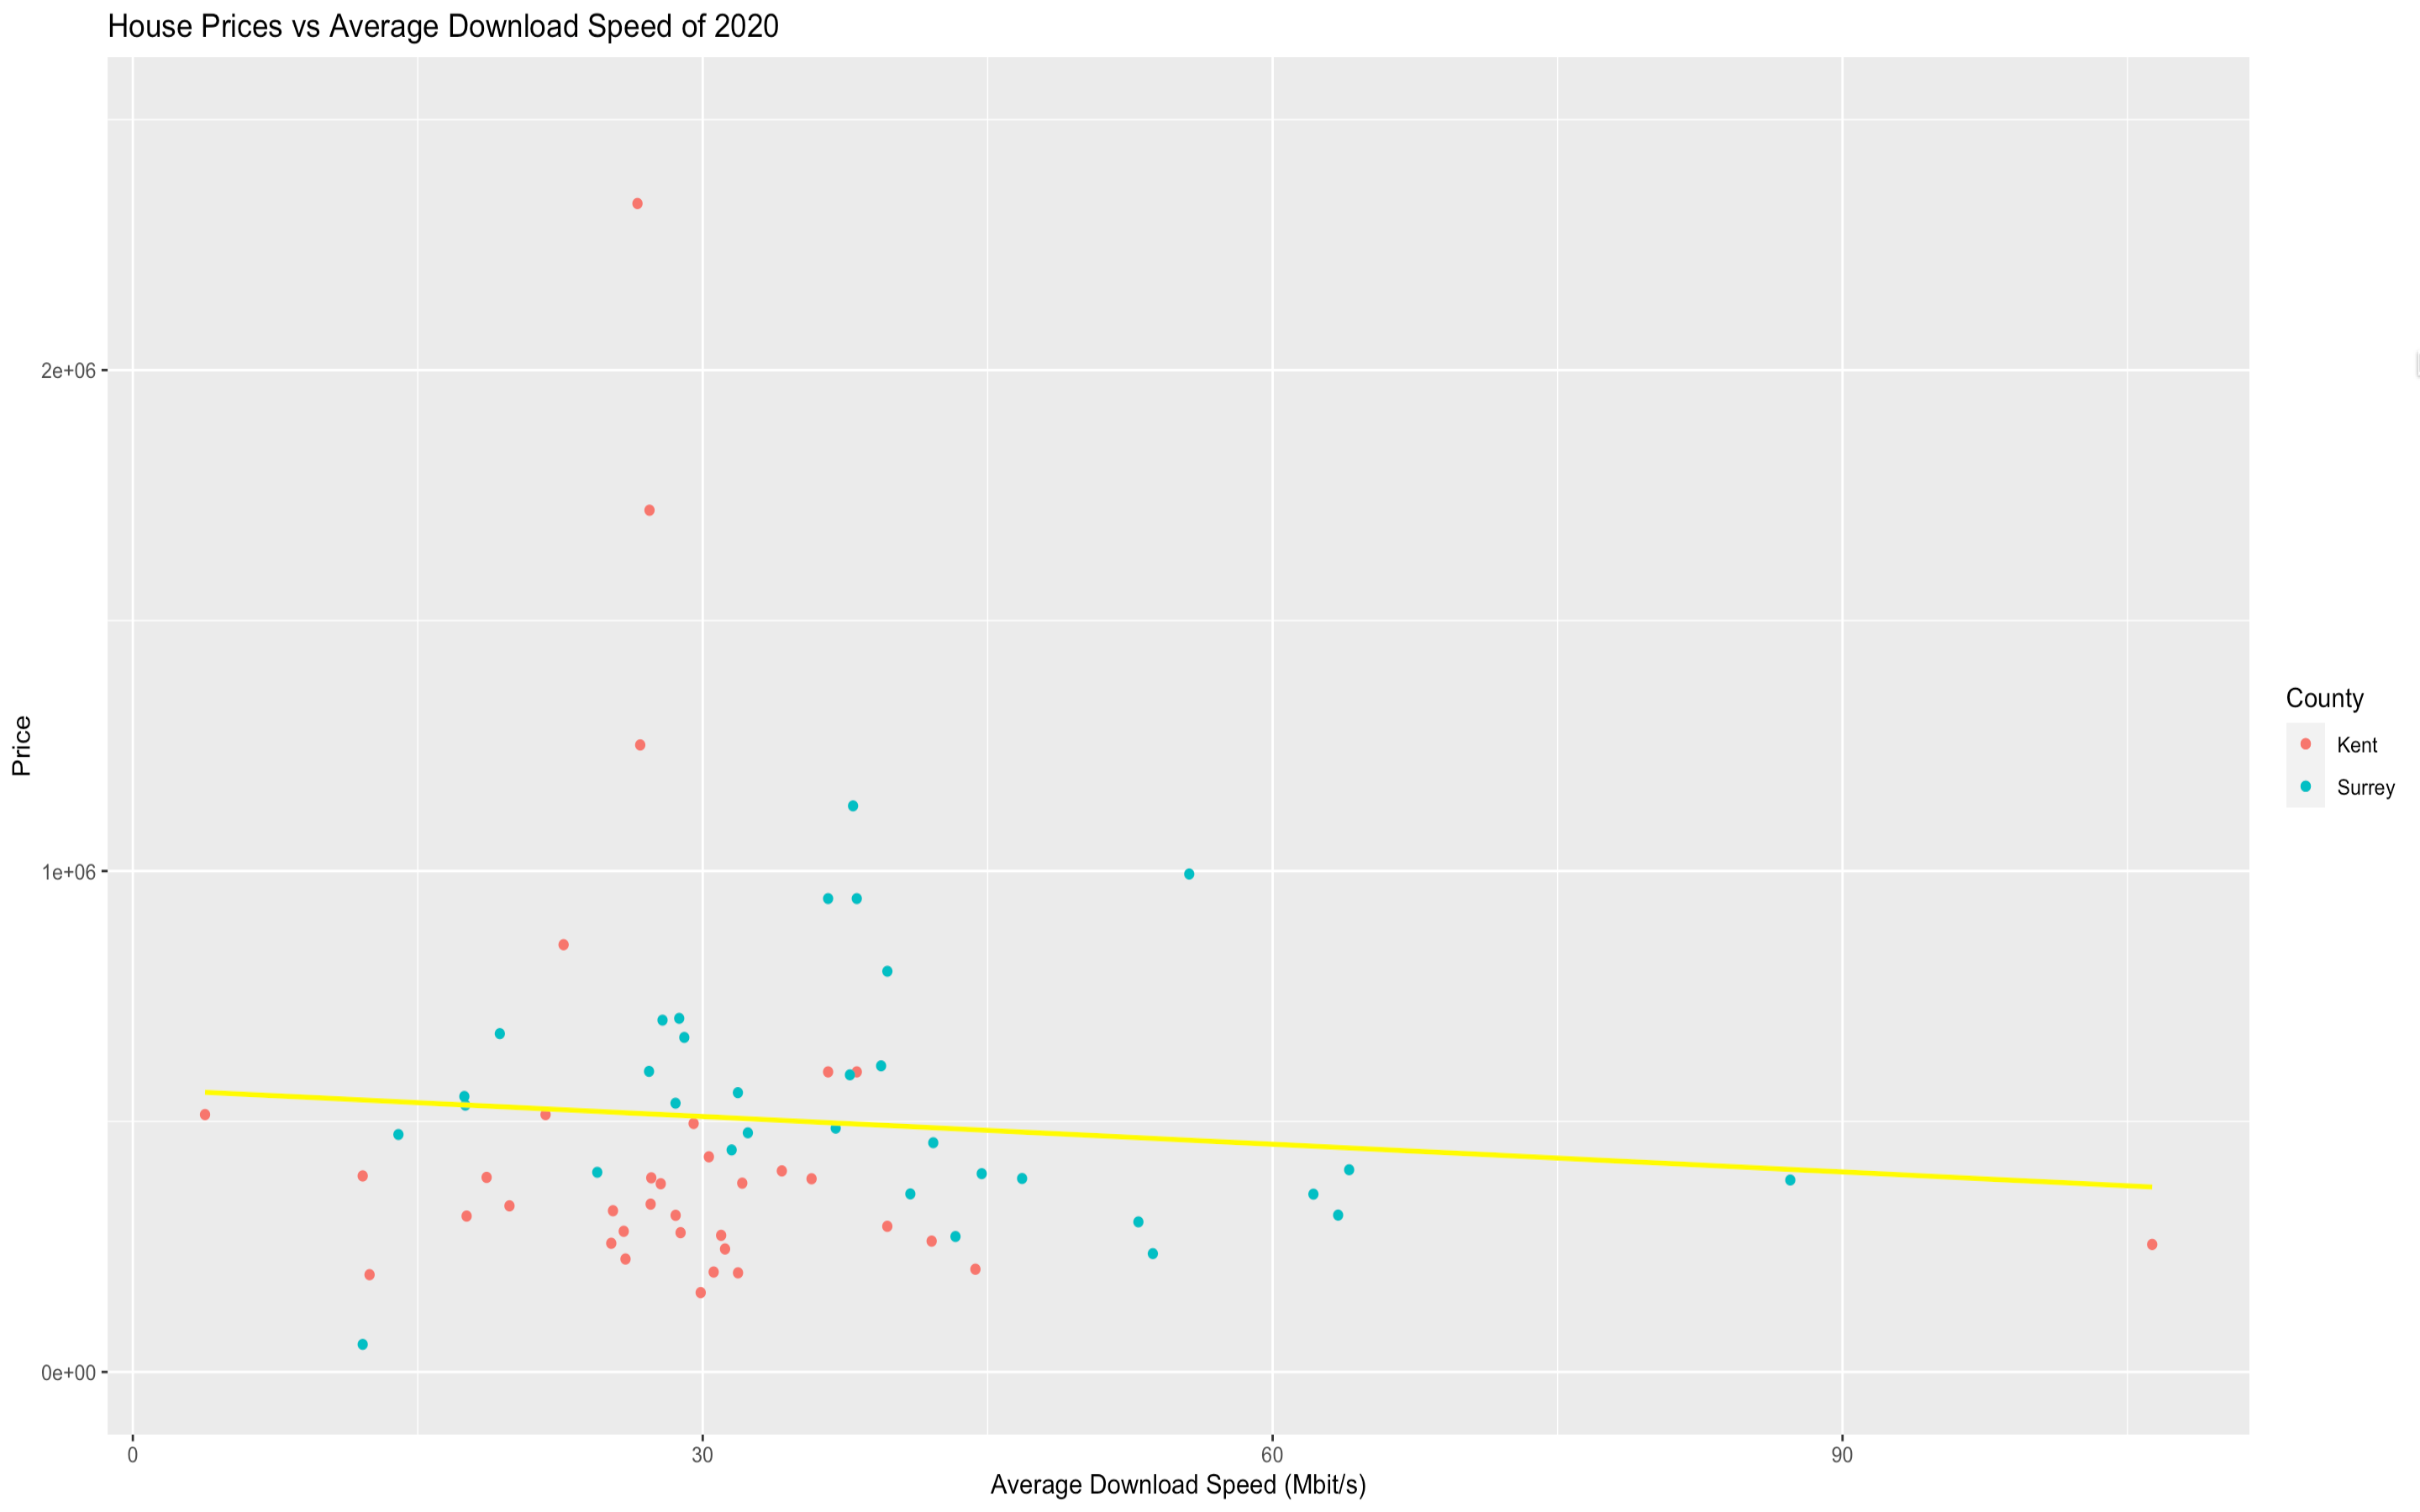 House Prices vs Average Download Speed of 2020
Price
2e+06
1e+06
0e+00
0
30
60
90
Average Download Speed (Mbit/s)
County
Kent
Surrey